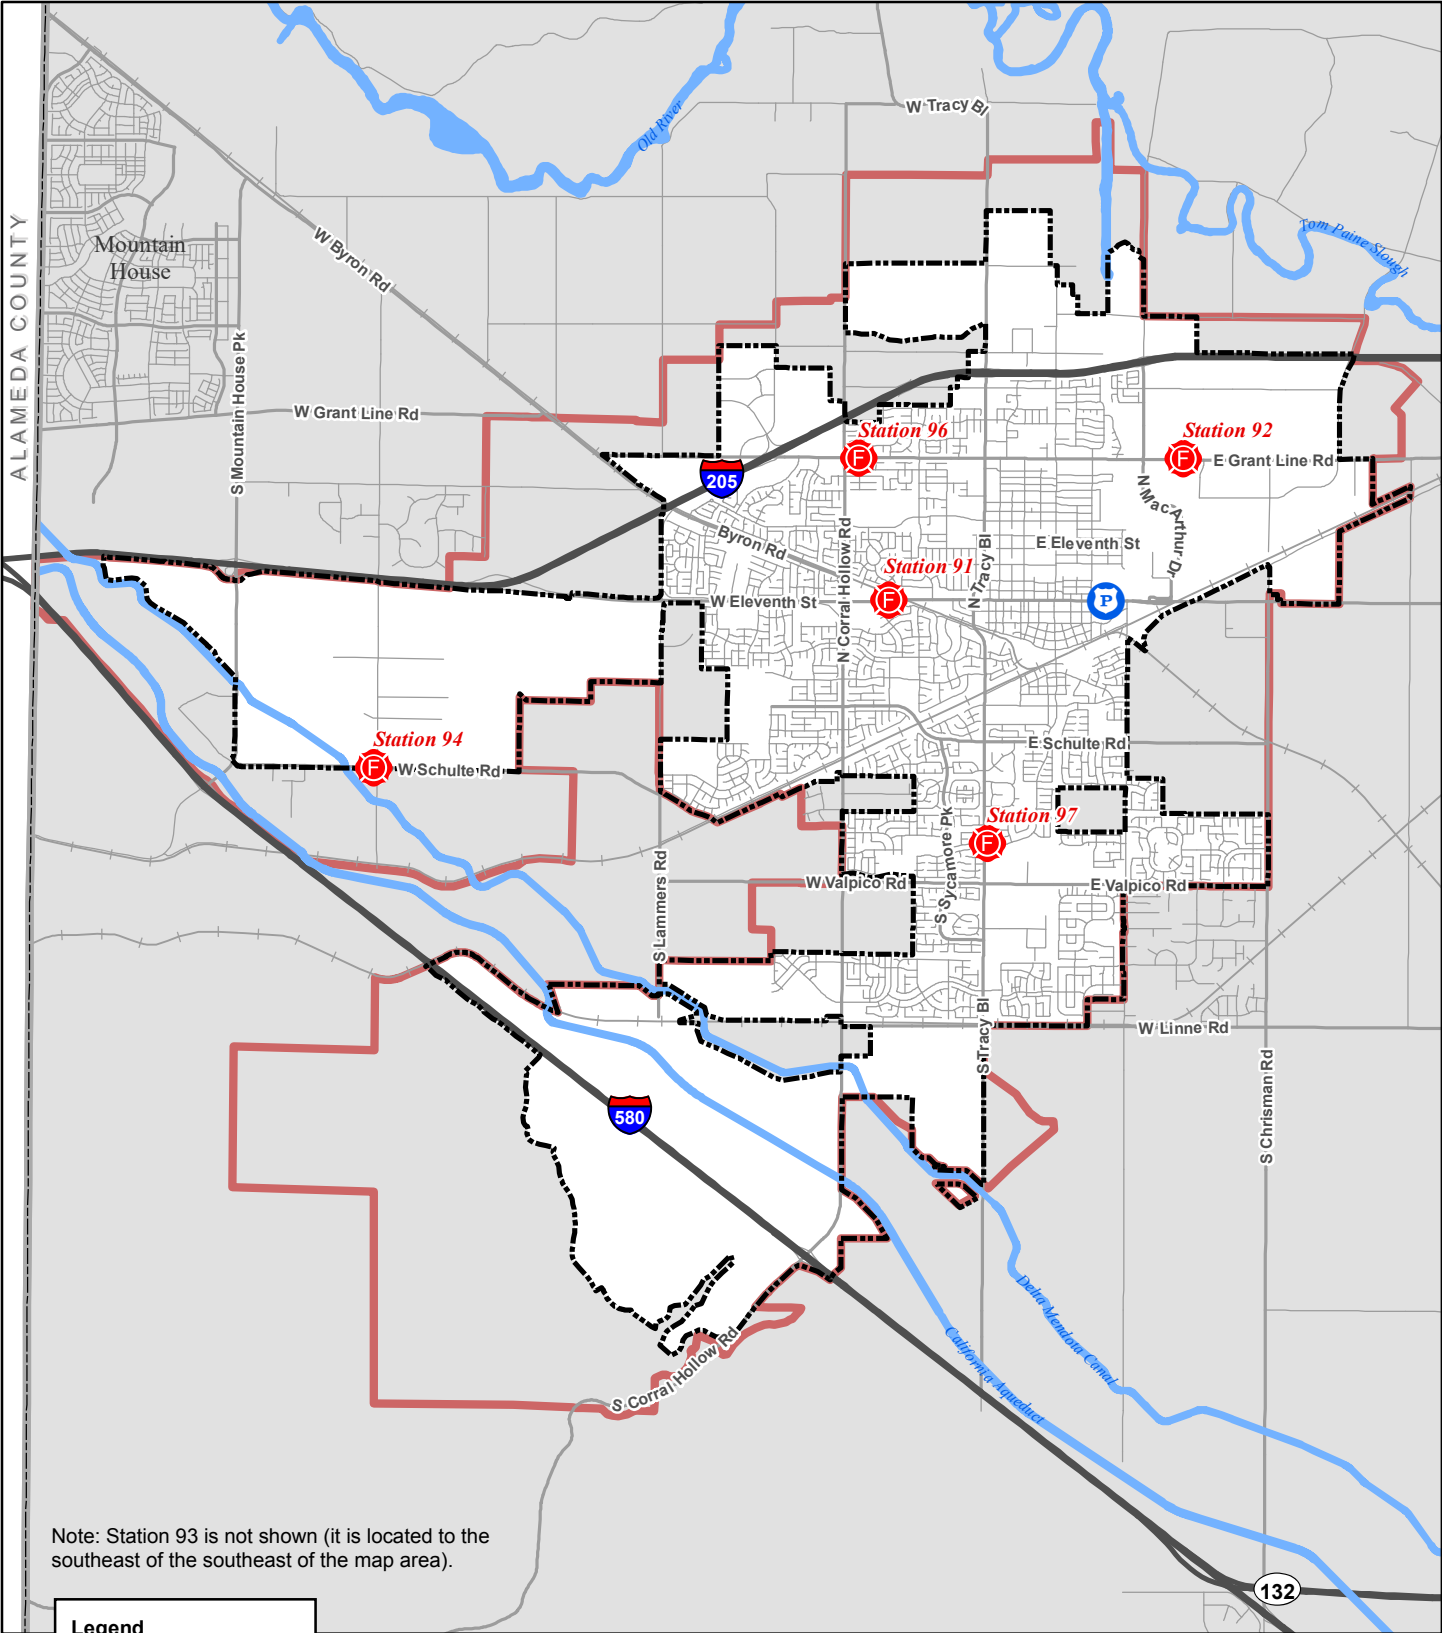 W Tracy Bl
Old River
Tom Paine Slough
ALAMEDA COUNTY
Mountain
House
W Byron Rd
S Mountain House Pk
W Grant Line Rd
Station 96
F
Station 92
F
E Grant Line Rd
205
N MacArthur Dr
Byron Rd
N Corral Hollow Rd
N Tracy Bl
E Eleventh St
Station 91
F
W Eleventh St
P
Station 94
F
W Schulte Rd
E Schulte Rd
Station 97
F
S Sycamore Pk
S Lammers Rd
W Valpico Rd
E Valpico Rd
S Tracy Bl
W Linne Rd
S Chrisman Rd
580
Delta Mendota Canal
California Aqueduct
S Corral Hollow Rd
Note: Station 93 is not shown (it is located to the
southeast of the southeast of the map area).
132
Legend